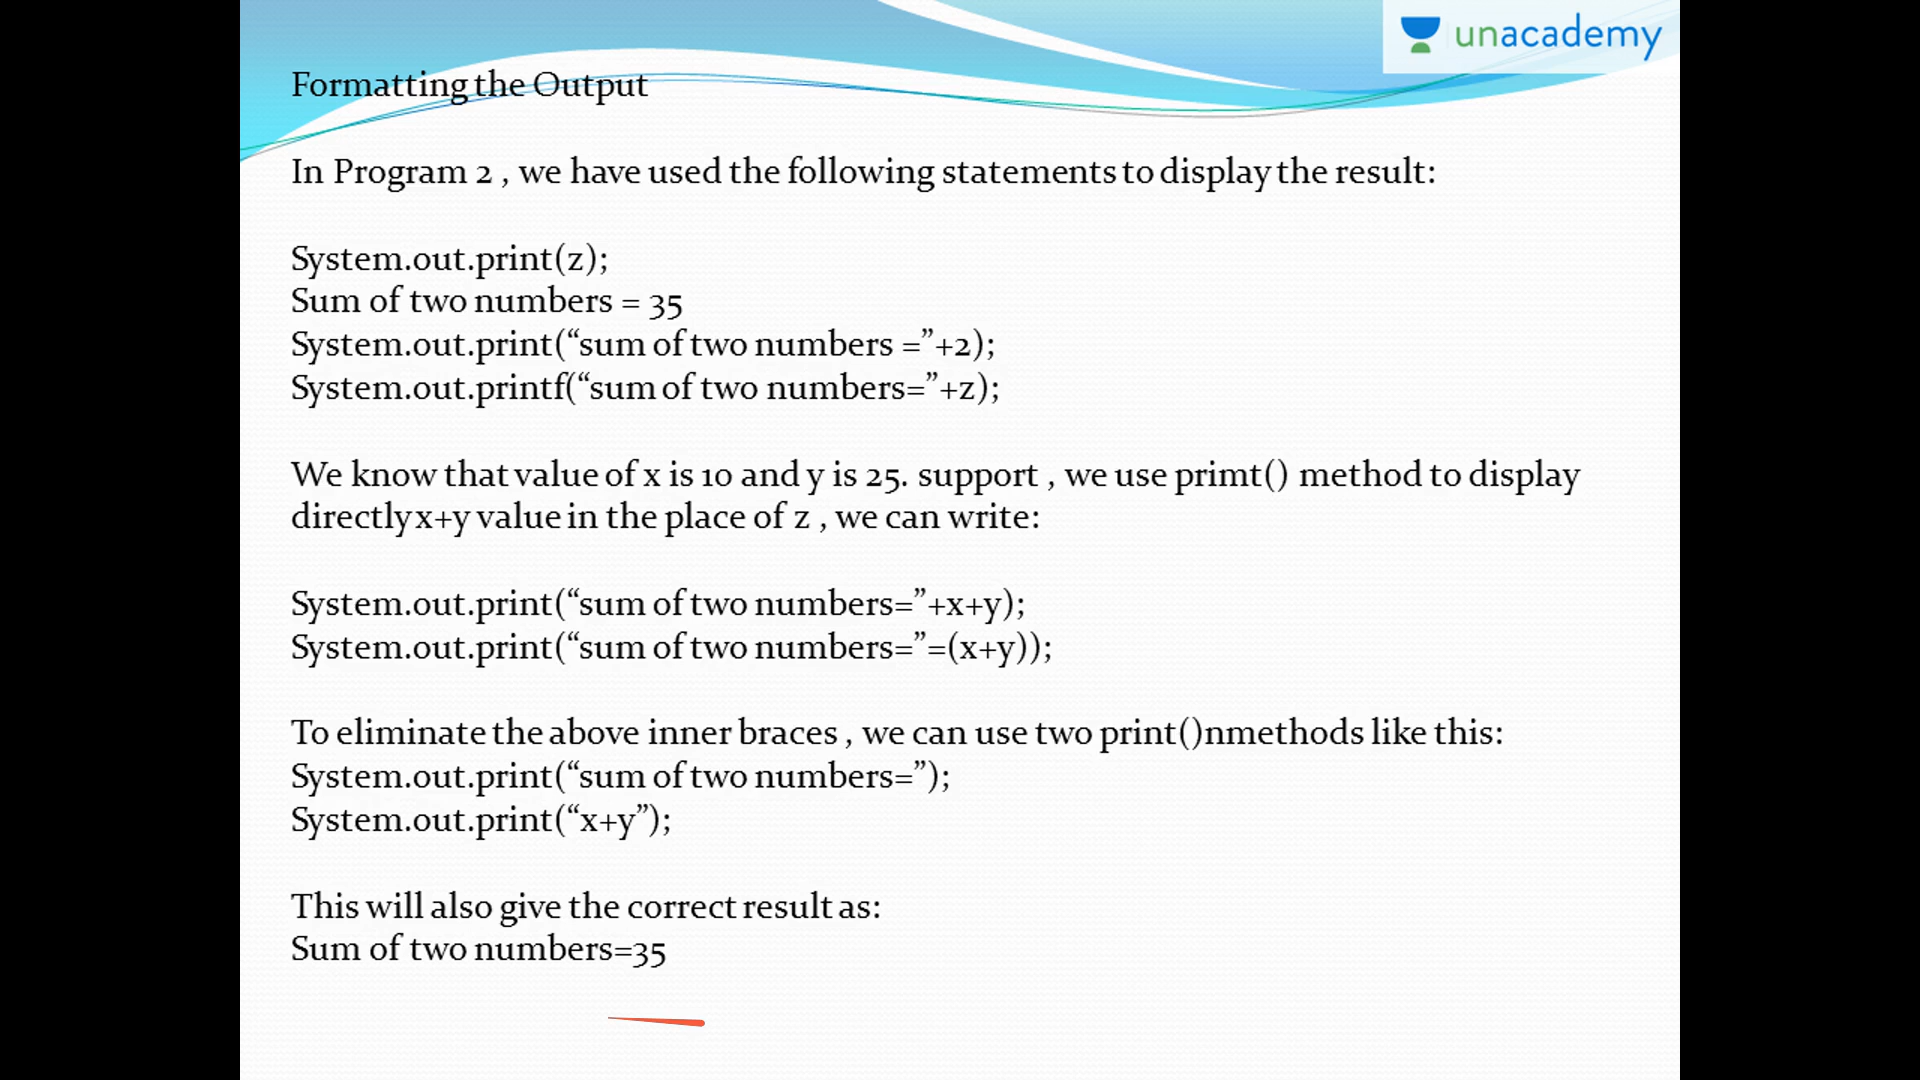 unacademy
Formatting the Output
In Program 2 , we have used the following statements to display the result:
System.out.print(z);
Sum of two numbers = 35
System.out.print(“sum of two numbers =”+2);
System.out.printf(“sum of two numbers=”+z);
We know that value of x is 10 and y is 25. support , we use primt() method to display
directly x+y value in the place of z , we can write:
System.out.print(“sum of two numbers=”+x+y);
System.out.print(“sum of two numbers=”=(x+y));
To eliminate the above inner braces , we can use two print()nmethods like this:
System.out.print(“sum of two numbers=”);
System.out.print(“x+y”);
This will also give the correct result as:
Sum of two numbers=35